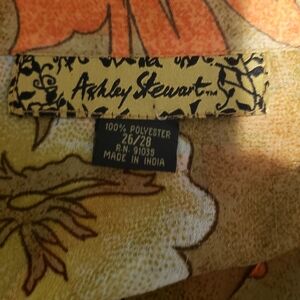 Ashley Stewart™
100% POLYESTER
26/28
R.N. 91039
MADE IN INDIA